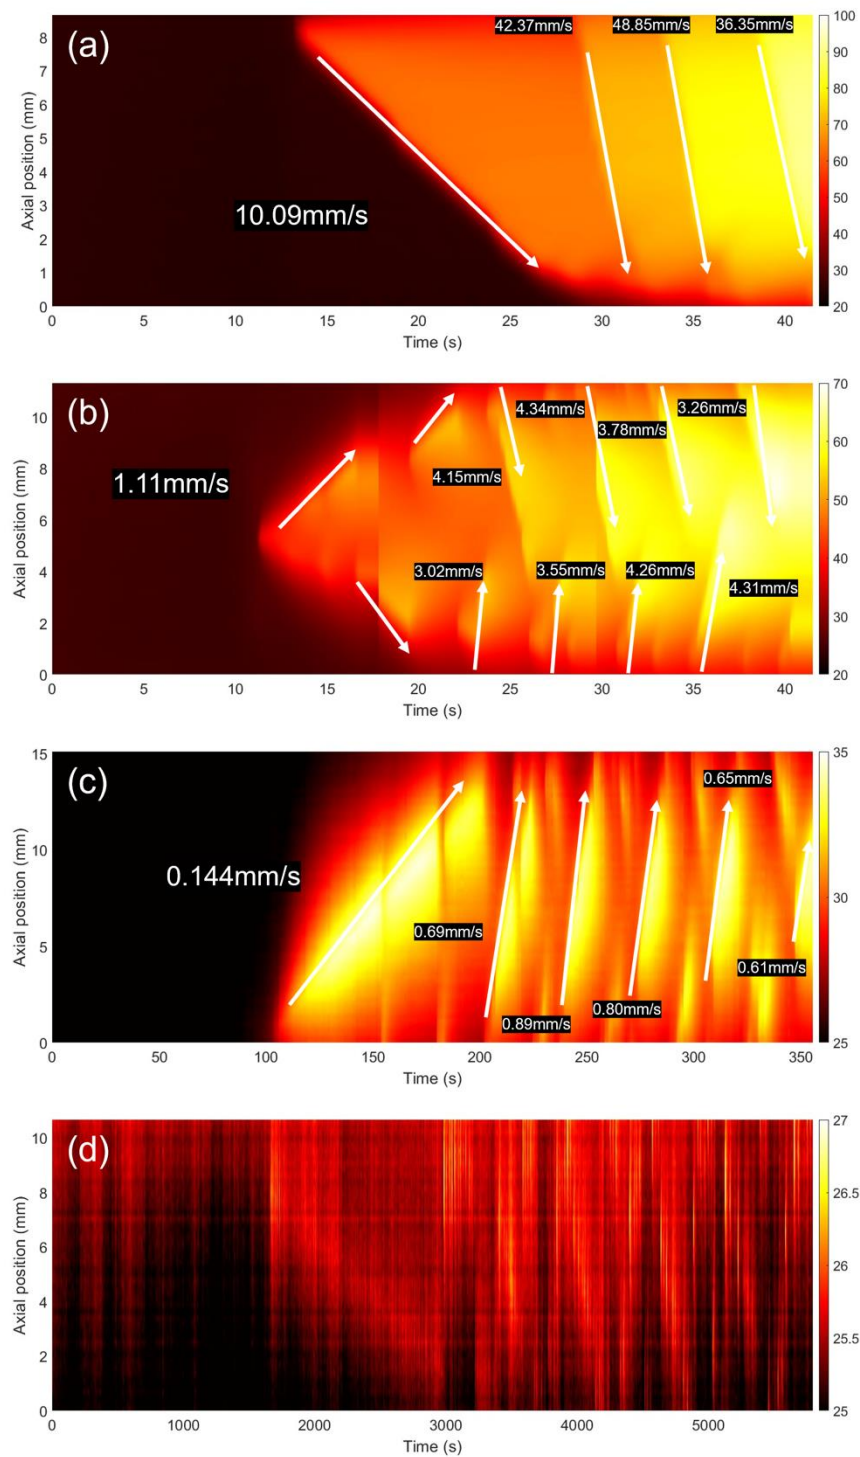 (a)
42.37mm/s 48.85mm/s 36.35mm/s
10.09mm/s
Axial position (mm)
8
7
6
5
4
3
2
1
0
0 5 10 15 20 25 30 35 40
Time (s)
100
90
80
70
60
50
40
30
20
(b)
1.11mm/s
4.15mm/s
4.34mm/s
3.78mm/s
3.26mm/s
3.02mm/s
3.55mm/s
4.26mm/s
4.31mm/s
Axial position (mm)
10
8
6
4
2
0
0 5 10 15 20 25 30 35 40
Time (s)
70
60
50
40
30
20
(c)
0.144mm/s
0.69mm/s
0.89mm/s
0.80mm/s
0.65mm/s
0.61mm/s
Axial position (mm)
15
10
5
0
0 50 100 150 200 250 300 350
Time (s)
35
30
25
(d)
Axial position (mm)
10
8
6
4
2
0
0 1000 2000 3000 4000 5000
Time (s)
27
26.5
26
25.5
25